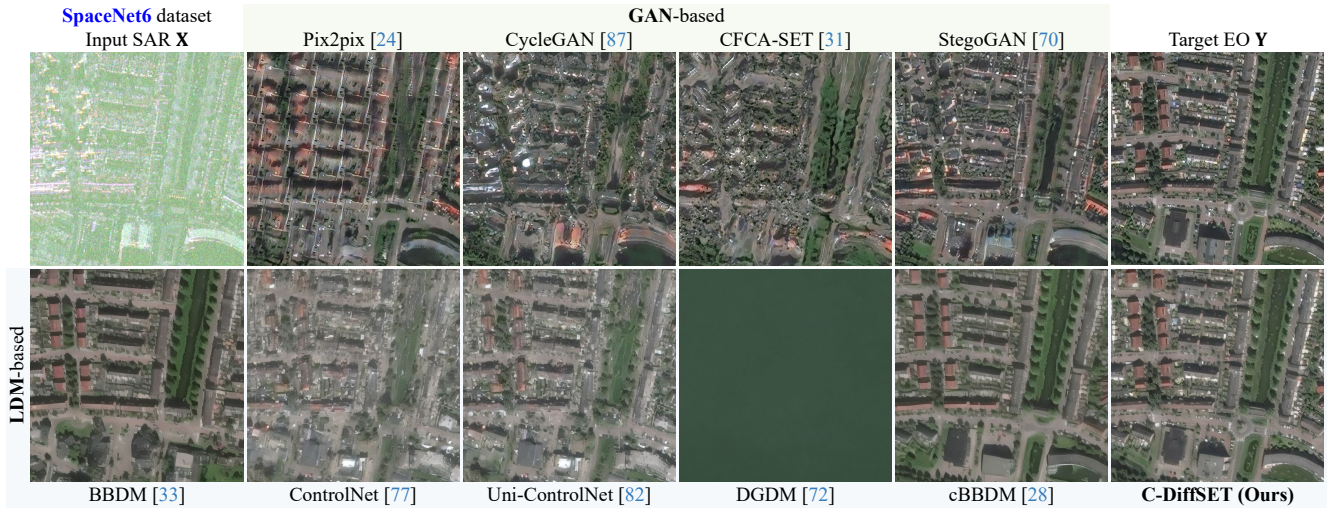 SpaceNet6 dataset
GAN-based
Input SAR X
Pix2pix [24]
CycleGAN [87]
CFCA-SET [31]
StegoGAN [70]
Target EO Y
LDM-based
BBDM [33]
ControlNet [77]
Uni-ControlNet [82]
DGDM [72]
cBBDM [28]
C-DiffSET (Ours)